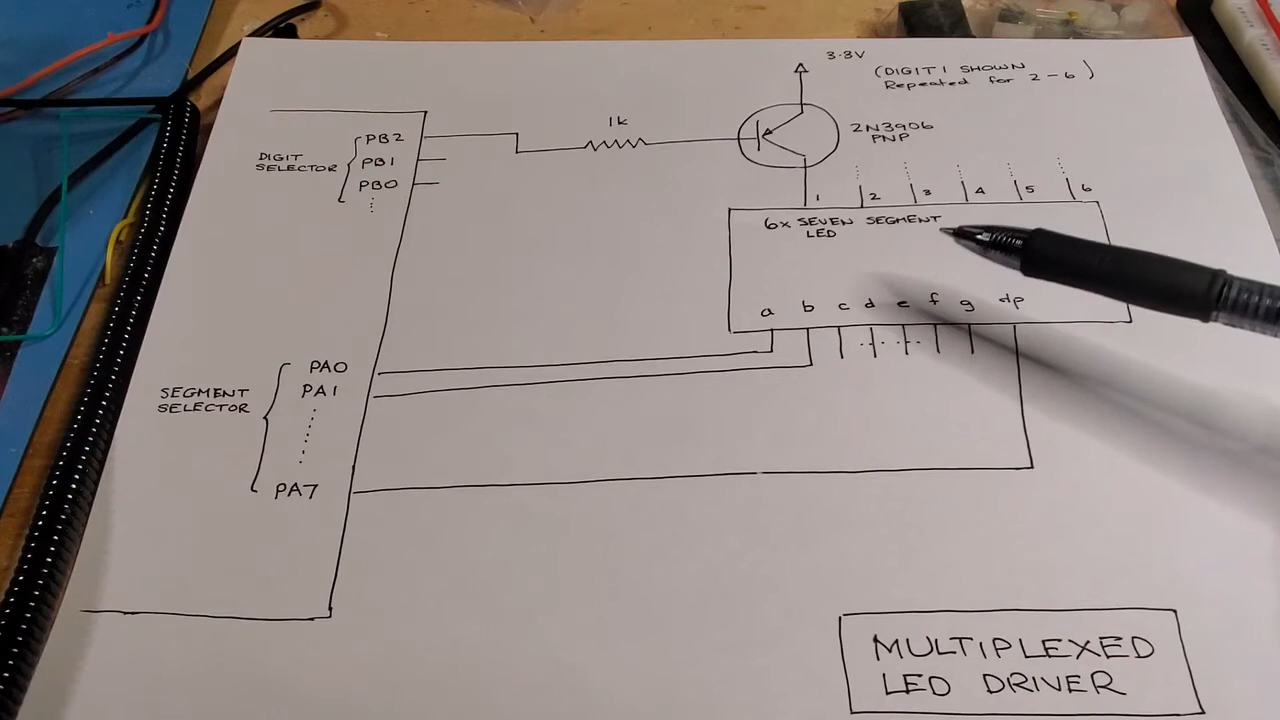 3.3V
(DIGIT 1 SHOWN
Repeated for 2-6)
1k
2N3906
PNP
DIGIT
SELECTOR
PB2
PB1
PB0
1 2 3 4 5 6
6x SEVEN SEGMENT
LED
a b c d e f g dp
SEGMENT
SELECTOR
PA0
PA1
PA7
MULTIPLEXED
LED DRIVER